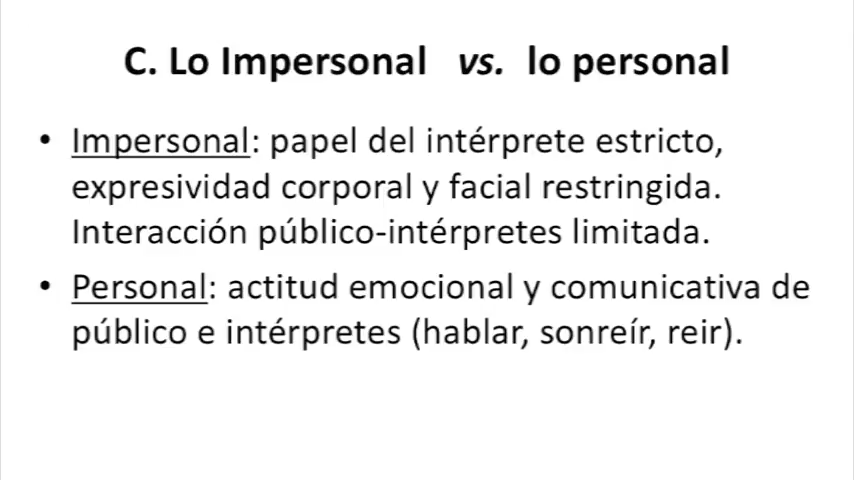 C. Lo Impersonal vs. lo personal
• Impersonal: papel del intérprete estricto,
expresividad corporal y facial restringida.
Interacción público-intérpretes limitada.
• Personal: actitud emocional y comunicativa de
público e intérpretes (hablar, sonreír, reir).